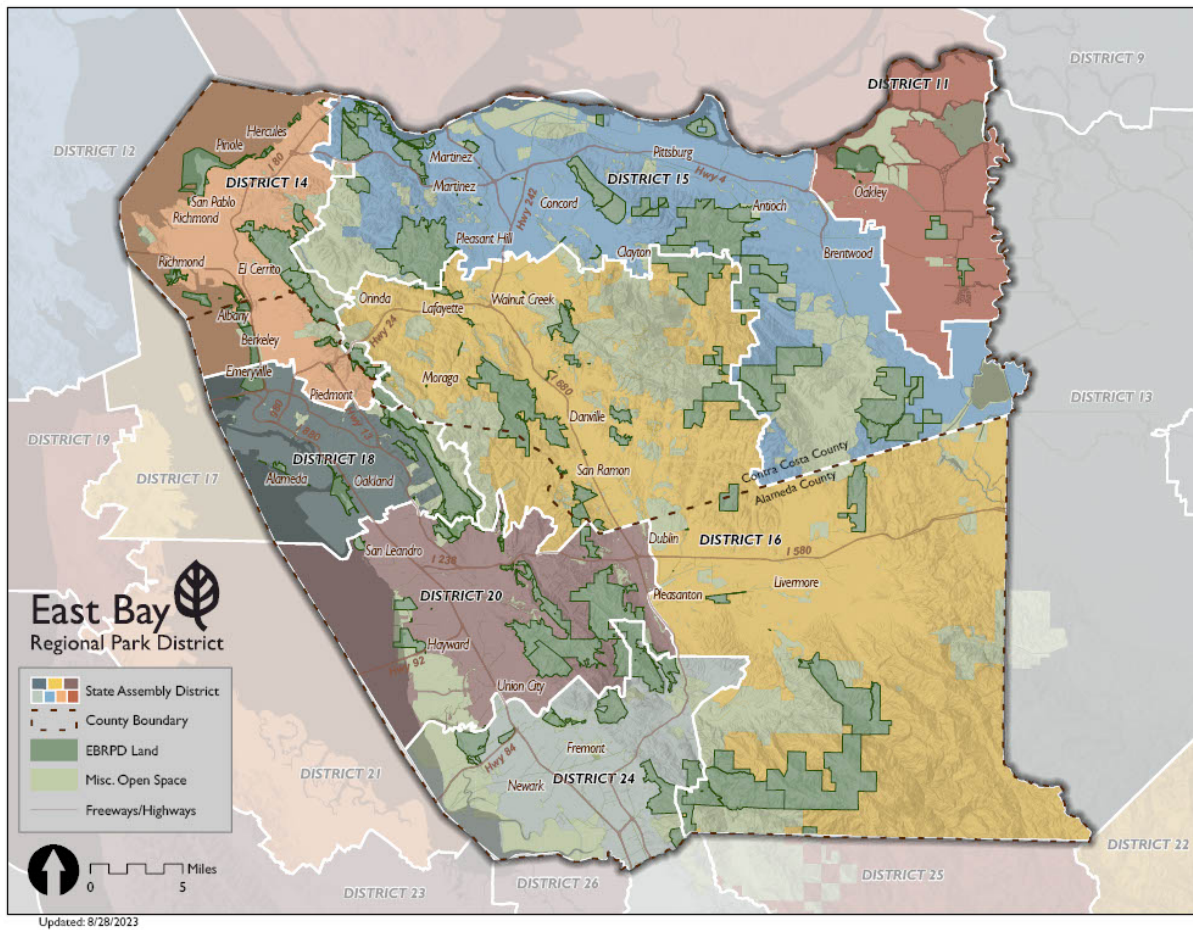 DISTRICT 9
DISTRICT 11
DISTRICT 12
Hercules
Pinole
I 80
DISTRICT 14
San Pablo
Richmond
Martinez
Martinez
Hwy 242
Pittsburg
DISTRICT 15
Hwy 4
Concord
Antioch
Oakley
Pleasant Hill
Clayton
Brentwood
Richmond
El Cerrito
Orinda
Lafayette
Walnut Creek
Albany
Hwy 24
Berkeley
Emeryville
Moraga
680
Piedmont
Danville
DISTRICT 13
580
880
Hwy 13
DISTRICT 19
DISTRICT 17
DISTRICT 18
Alameda
Oakland
San Ramon
Contra Costa County
Alameda County
Dublin
DISTRICT 16
I 580
San Leandro
I 238
Livermore
Pleasanton
DISTRICT 20
Hayward
Hwy 92
Union City
Fremont
Hwy 84
Newark
DISTRICT 24
DISTRICT 21
DISTRICT 22
DISTRICT 23
DISTRICT 26
DISTRICT 25
East Bay
Regional Park District
State Assembly District
County Boundary
EBRPD Land
Misc. Open Space
Freeways/Highways
Miles
0 5
Updated: 8/28/2023